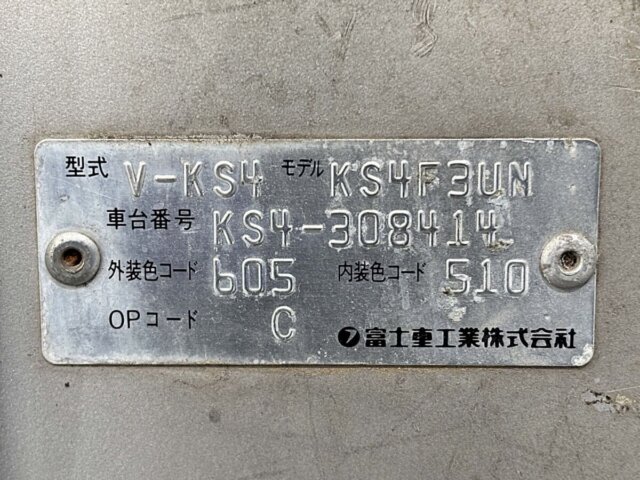 型式 V-KS4 モデル KS4F3UN
車台番号 KS4-308414
外装色コード 605 内装色コード 510
OPコード C
富士重工業株式会社